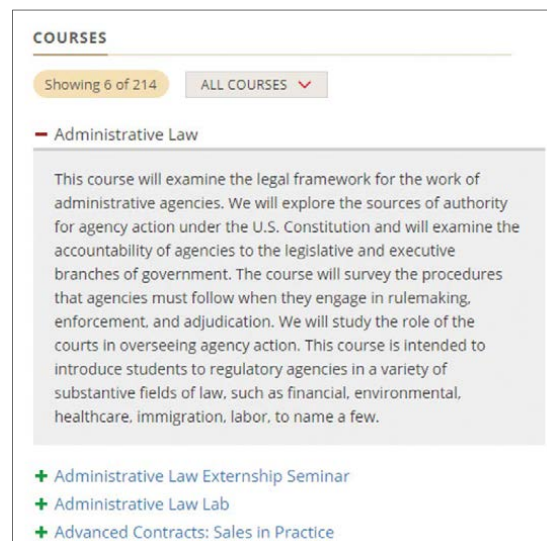 COURSES
Showing 6 of 214
ALL COURSES
Administrative Law
This course will examine the legal framework for the work of
administrative agencies. We will explore the sources of authority
for agency action under the U.S. Constitution and will examine the
accountability of agencies to the legislative and executive
branches of government. The course will survey the procedures
that agencies must follow when they engage in rulemaking,
enforcement, and adjudication. We will study the role of the
courts in overseeing agency action. This course is intended to
introduce students to regulatory agencies in a variety of
substantive fields of law, such as financial, environmental,
healthcare, immigration, labor, to name a few.
Administrative Law Externship Seminar
Administrative Law Lab
Advanced Contracts: Sales in Practice